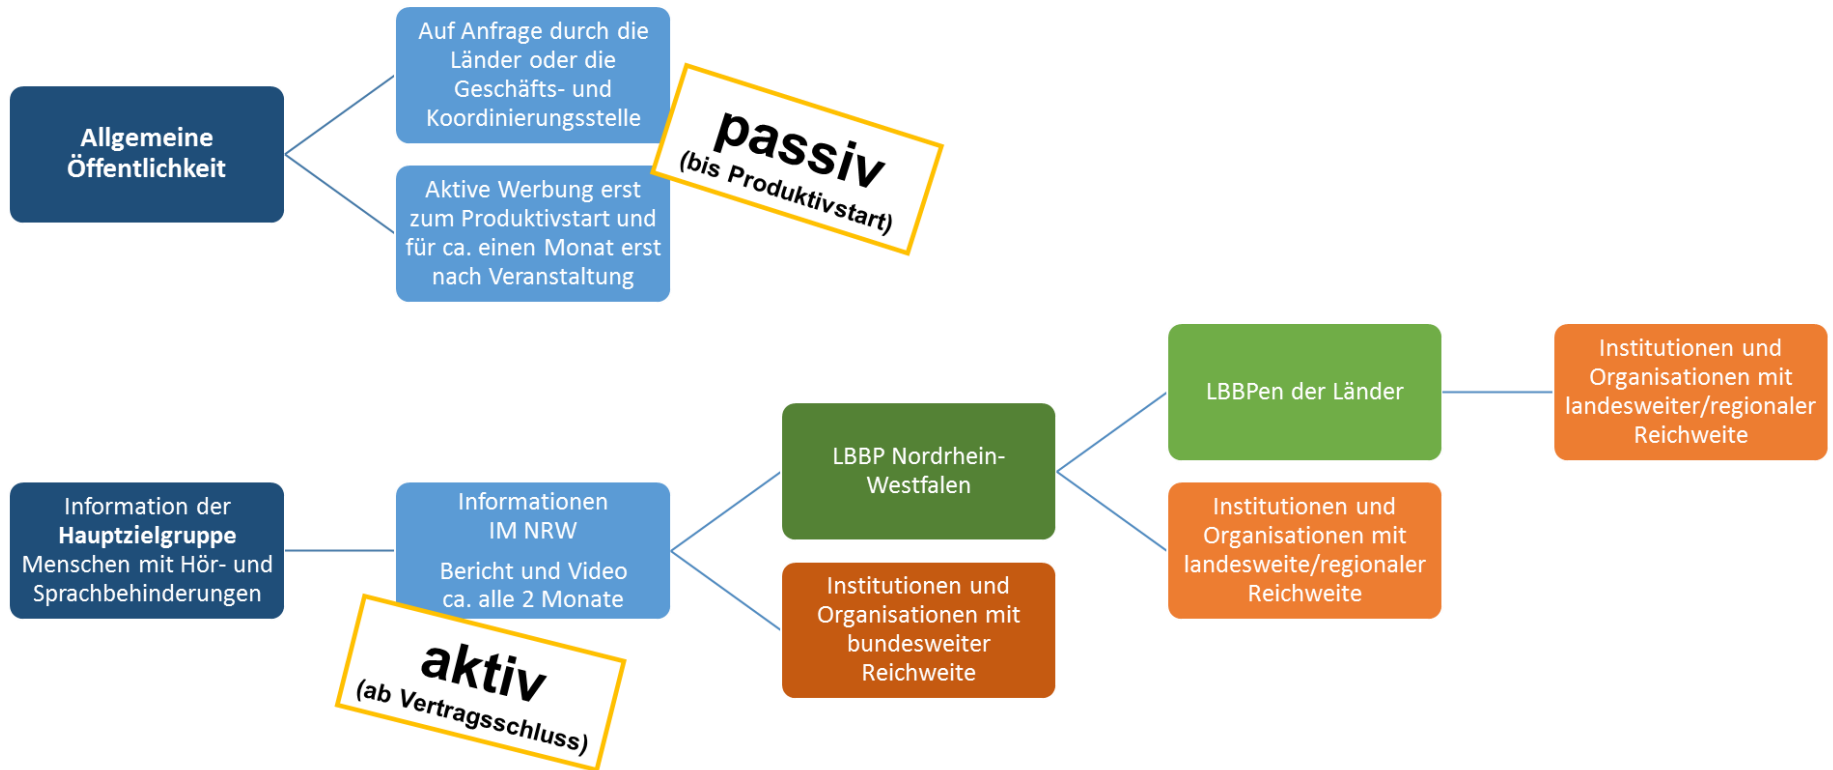 Allgemeine
Öffentlichkeit
Auf Anfrage durch die
Länder oder die
Geschäfts- und
Koordinierungsstelle
Aktive Werbung erst
zum Produktivstart und
für ca. einen Monat erst
nach Veranstaltung
passiv
(bis Produktivstart)
Information der
Hauptzielgruppe
Menschen mit Hör- und
Sprachbehinderungen
Informationen
IM NRW
Bericht und Video
ca. alle 2 Monate
aktiv
(ab Vertragsschluss)
LBBP Nordrhein-
Westfalen
Institutionen und
Organisationen mit
bundesweiter
Reichweite
LBBPen der Länder
Institutionen und
Organisationen mit
landesweite/regionaler
Reichweite
Institutionen und
Organisationen mit
landesweiter/regionaler
Reichweite